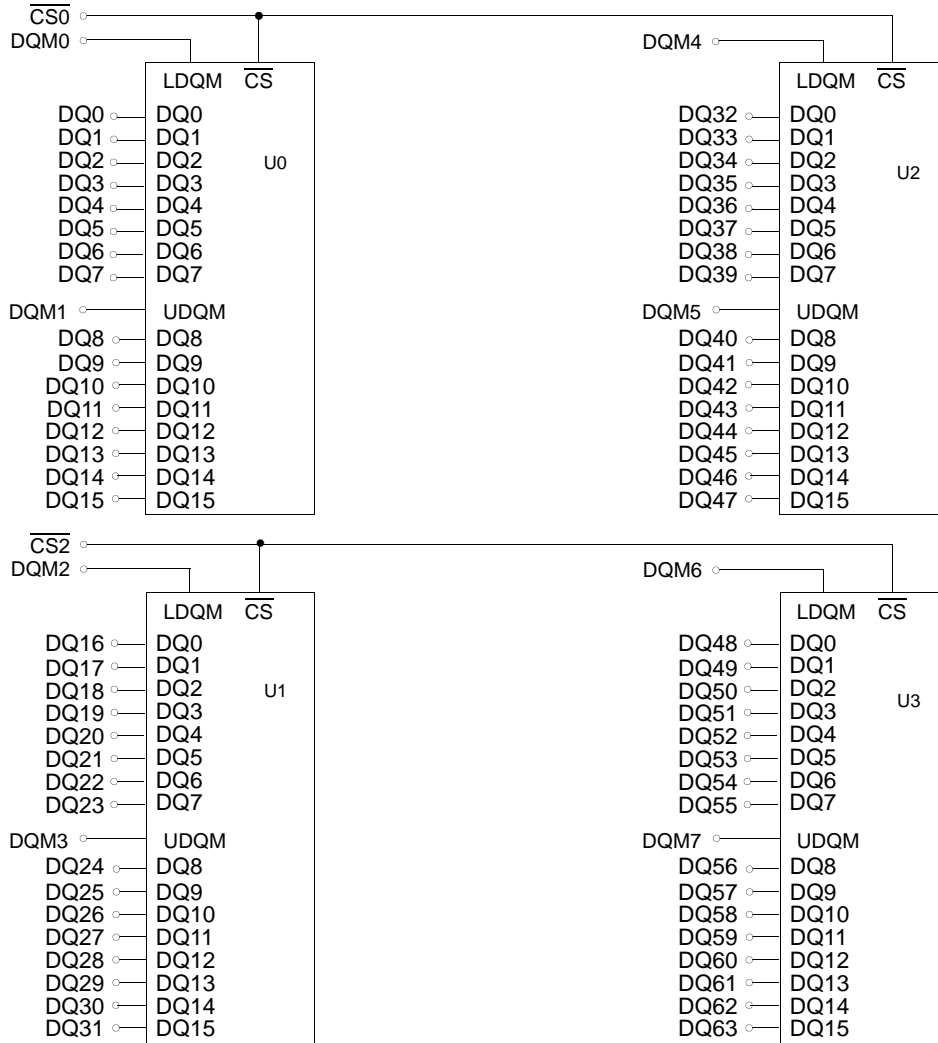 CS0
DQM0 DQM4
LDQM CS LDQM CS
DQ0 DQ0 DQ32 DQ0
DQ1 DQ1 DQ33 DQ1
DQ2 DQ2 U0 DQ34 DQ2 U2
DQ3 DQ3 DQ35 DQ3
DQ4 DQ4 DQ36 DQ4
DQ5 DQ5 DQ37 DQ5
DQ6 DQ6 DQ38 DQ6
DQ7 DQ7 DQ39 DQ7
DQM1 UDQM DQM5 UDQM
DQ8 DQ8 DQ40 DQ8
DQ9 DQ9 DQ41 DQ9
DQ10 DQ10 DQ42 DQ10
DQ11 DQ11 DQ43 DQ11
DQ12 DQ12 DQ44 DQ12
DQ13 DQ13 DQ45 DQ13
DQ14 DQ14 DQ46 DQ14
DQ15 DQ15 DQ47 DQ15
CS2
DQM2 DQM6
LDQM CS LDQM CS
DQ16 DQ0 DQ48 DQ0
DQ17 DQ1 DQ49 DQ1
DQ18 DQ2 U1 DQ50 DQ2 U3
DQ19 DQ3 DQ51 DQ3
DQ20 DQ4 DQ52 DQ4
DQ21 DQ5 DQ53 DQ5
DQ22 DQ6 DQ54 DQ6
DQ23 DQ7 DQ55 DQ7
DQM3 UDQM DQM7 UDQM
DQ24 DQ8 DQ56 DQ8
DQ25 DQ9 DQ57 DQ9
DQ26 DQ10 DQ58 DQ10
DQ27 DQ11 DQ59 DQ11
DQ28 DQ12 DQ60 DQ12
DQ29 DQ13 DQ61 DQ13
DQ30 DQ14 DQ62 DQ14
DQ31 DQ15 DQ63 DQ15